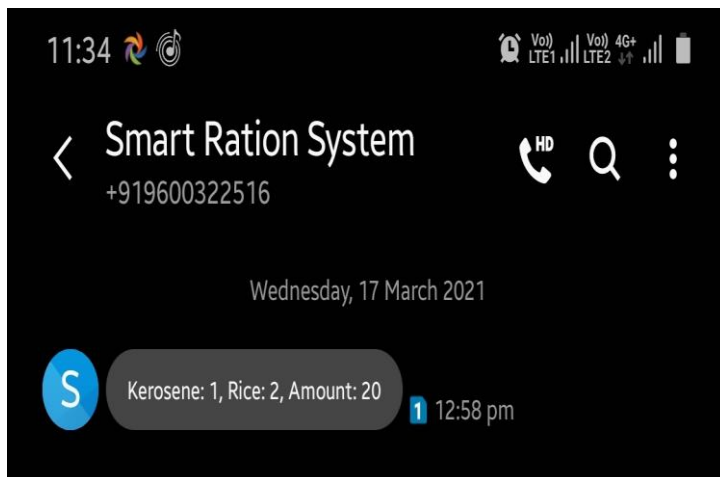 11:34 Vo)) LTE1 Vo)) LTE2 4G+
Smart Ration System HD
+919600322516
Wednesday, 17 March 2021
S Kerosene: 1, Rice: 2, Amount: 20
1 12:58 pm